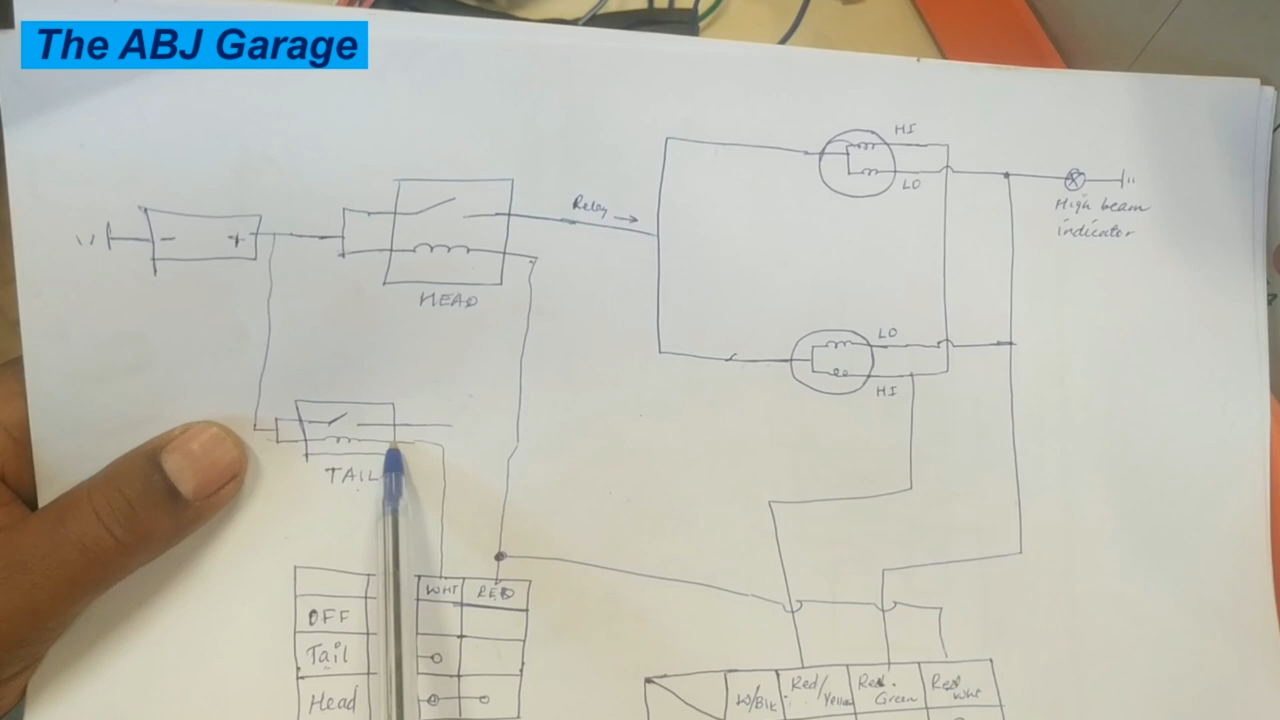 The ABJ Garage
HI
LO
Relay
High beam
indicator
- +
HEAD
LO
HI
TAIL
WHT RED
OFF
Tail
Head
W/Blk Red/Yellow Red. Green Red WHT